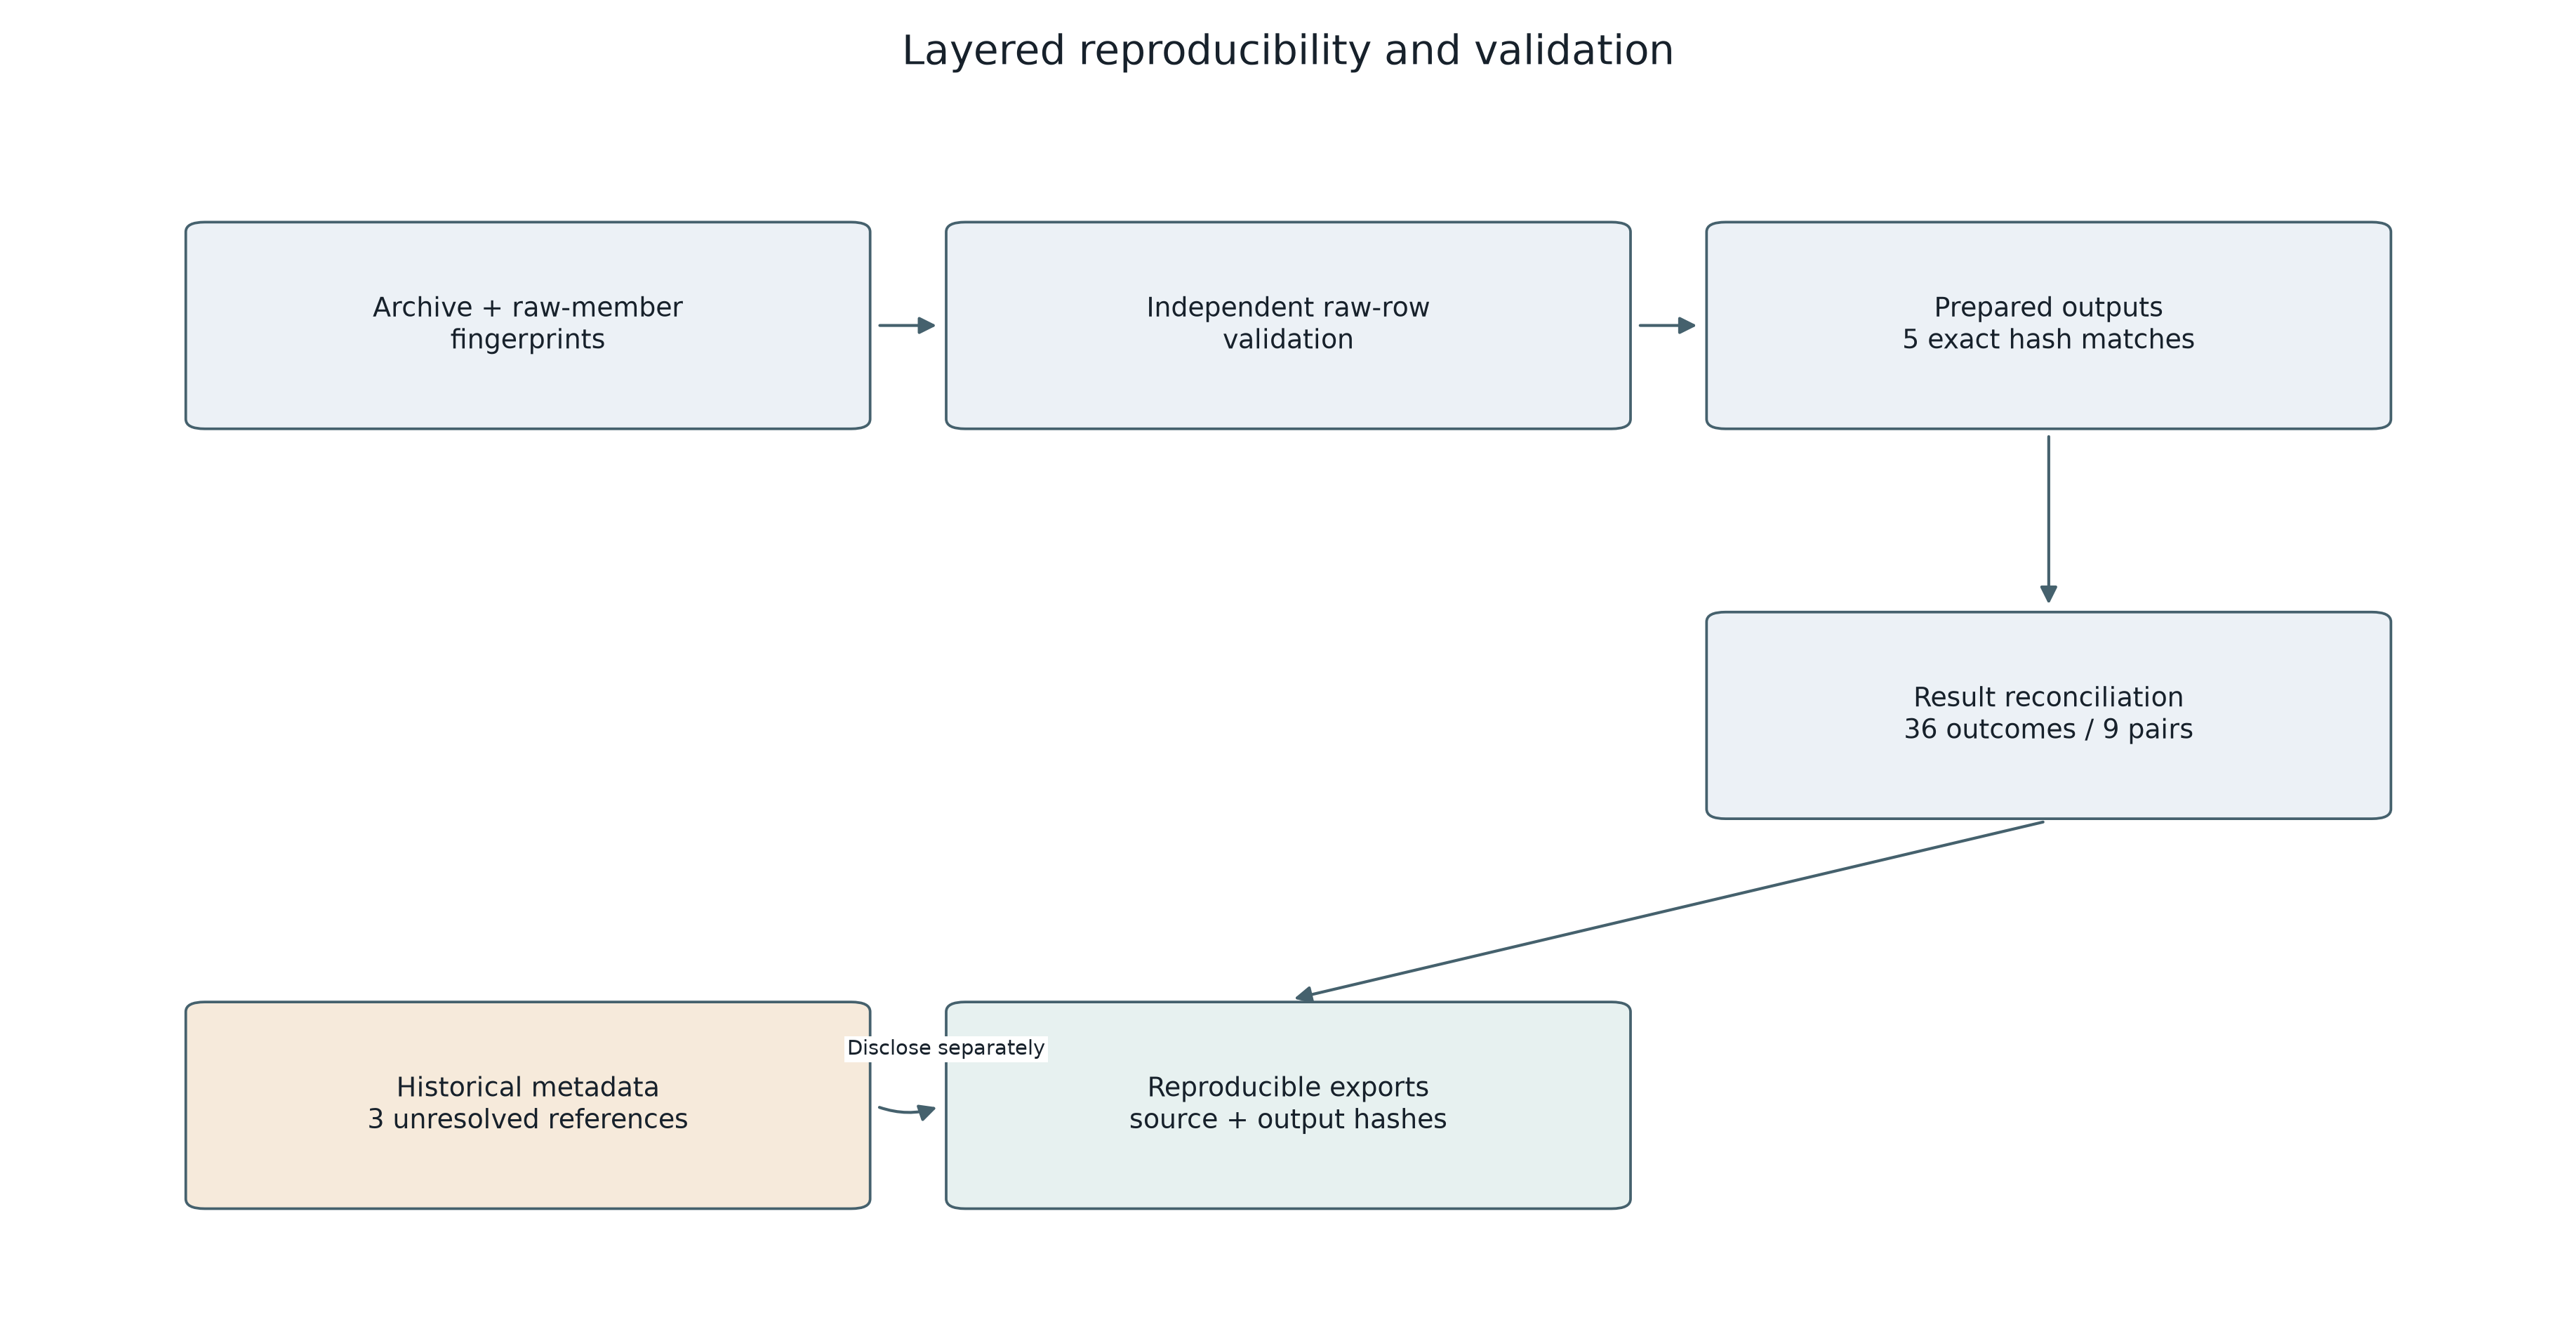 Layered reproducibility and validation
Archive + raw-member
fingerprints
Independent raw-row
validation
Prepared outputs
5 exact hash matches
Result reconciliation
36 outcomes / 9 pairs
Disclose separately
Historical metadata
3 unresolved references
Reproducible exports
source + output hashes